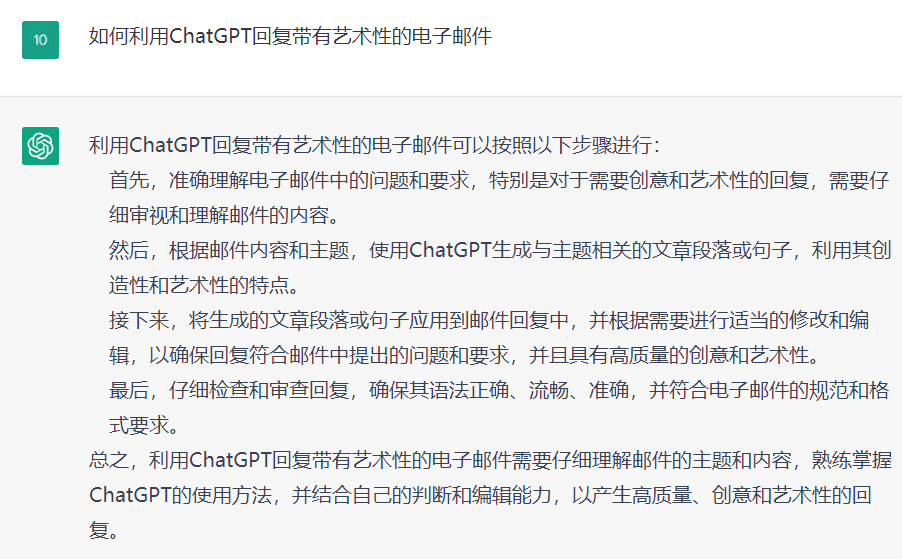 10
如何利用ChatGPT回复带有艺术性的电子邮件
利用ChatGPT回复带有艺术性的电子邮件可以按照以下步骤进行：
首先，准确理解电子邮件中的问题和要求，特别是对于需要创意和艺术性的回复，需要仔
细审视和理解邮件的内容。
然后，根据邮件内容和主题，使用ChatGPT生成与主题相关的文章段落或句子，利用其创
造性和艺术性的特点。
接下来，将生成的文章段落或句子应用到邮件回复中，并根据需要进行适当的修改和编
辑，以确保回复符合邮件中提出的问题和要求，并且具有高质量的创意和艺术性。
最后，仔细检查和审查回复，确保其语法正确、流畅、准确，并符合电子邮件的规范和格
式要求。
总之，利用ChatGPT回复带有艺术性的电子邮件需要仔细理解邮件的主题和内容，熟练掌握
ChatGPT的使用方法，并结合自己的判断和编辑能力，以产生高质量、创意和艺术性的回
复。